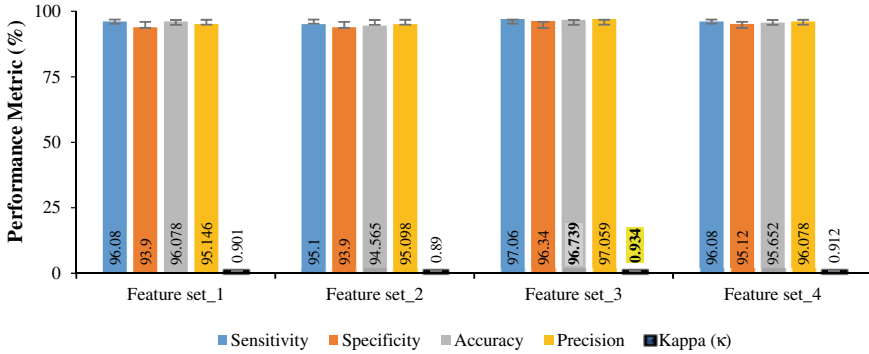 Performance Metric (%)
100
75
50
25
0
96.08
93.9
96.078
95.146
0.901
95.1
93.9
94.565
95.098
0.89
97.06
96.34
96.739
97.059
0.934
96.08
95.12
95.652
96.078
0.912
Feature set_1
Feature set_2
Feature set_3
Feature set_4
Sensitivity
Specificity
Accuracy
Precision
Kappa (κ)